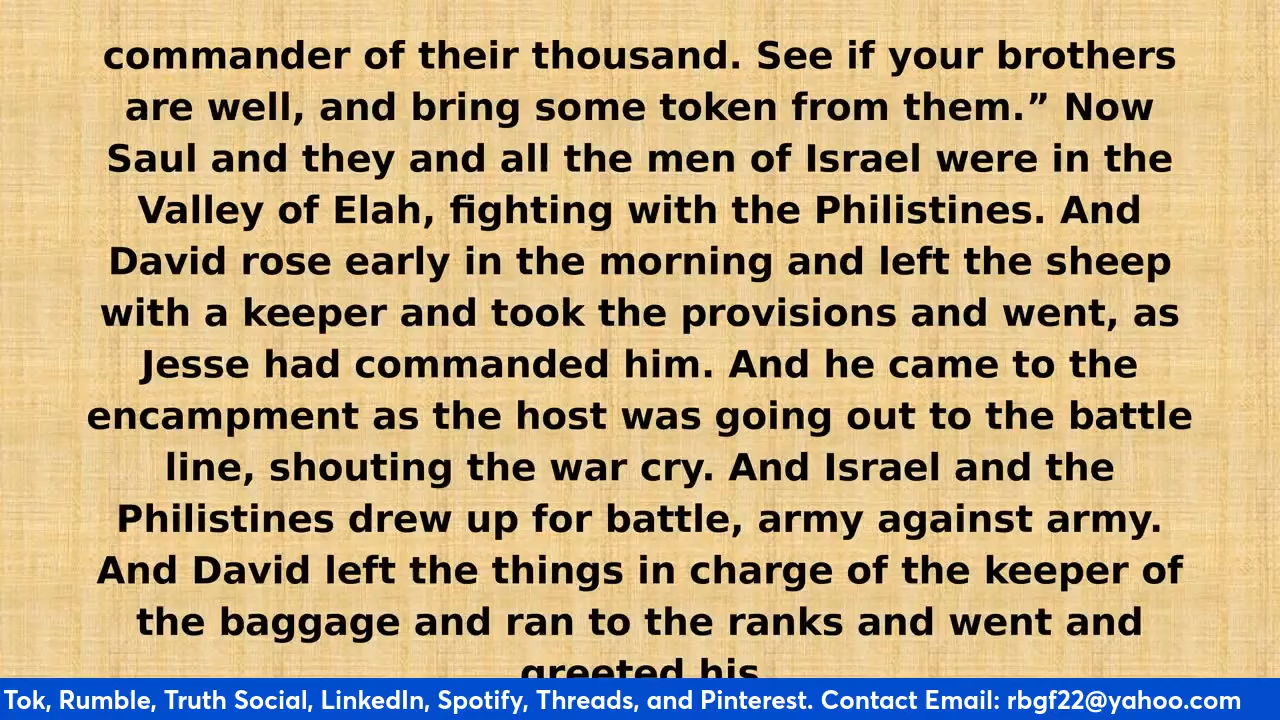 commander of their thousand. See if your brothers
are well, and bring some token from them.” Now
Saul and they and all the men of Israel were in the
Valley of Elah, fighting with the Philistines. And
David rose early in the morning and left the sheep
with a keeper and took the provisions and went, as
Jesse had commanded him. And he came to the
encampment as the host was going out to the battle
line, shouting the war cry. And Israel and the
Philistines drew up for battle, army against army.
And David left the things in charge of the keeper of
the baggage and ran to the ranks and went and
greeted his
Tok, Rumble, Truth Social, LinkedIn, Spotify, Threads, and Pinterest. Contact Email: rbgf22@yahoo.com